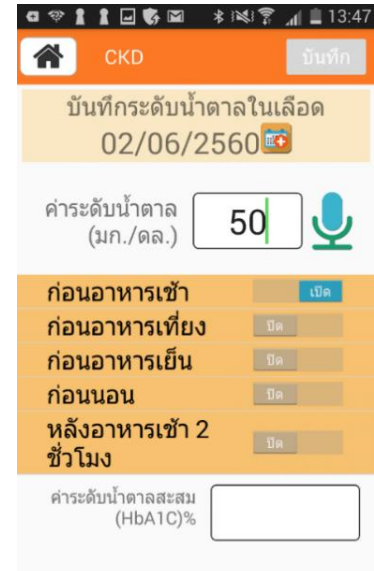 13:47
CKD
บันทึก
บันทึกระดับน้ำตาลในเลือด
02/06/2560
ค่าระดับน้ำตาล
(มก./ดล.)
50
ก่อนอาหารเช้า
เปิด
ก่อนอาหารเที่ยง
ปิด
ก่อนอาหารเย็น
ปิด
ก่อนนอน
ปิด
หลังอาหารเช้า 2
ชั่วโมง
ปิด
ค่าระดับน้ำตาลสะสม
(HbA1C)%